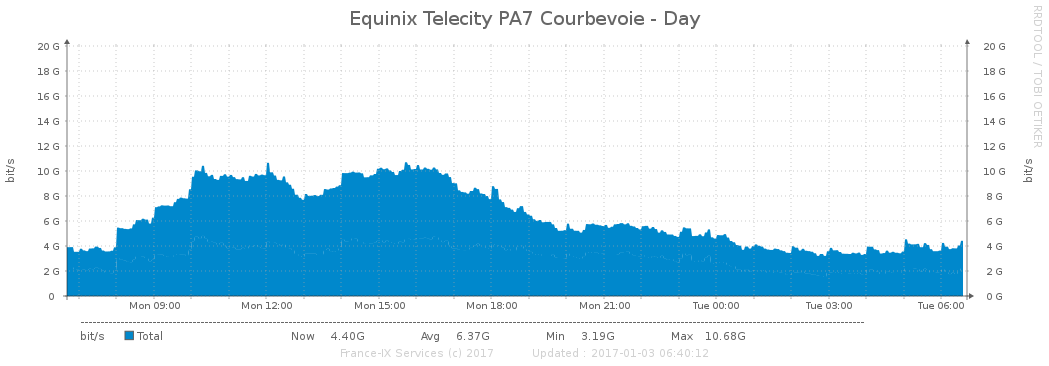 Equinix Telecity PA7 Courbevoie - Day
RRDTOOL / TOBI OETIKER
20 G 20 G
18 G 18 G
16 G 16 G
14 G 14 G
12 G 12 G
10 G 10 G
8 G 8 G
6 G 6 G
4 G 4 G
2 G 2 G
0 0 G
bit/s bit/s
Mon 09:00 Mon 12:00 Mon 15:00 Mon 18:00 Mon 21:00 Tue 00:00 Tue 03:00 Tue 06:00
bit/s Total Now 4.40G Avg 6.37G Min 3.19G Max 10.68G
France-IX Services (c) 2017 Updated : 2017-01-03 06:40:12